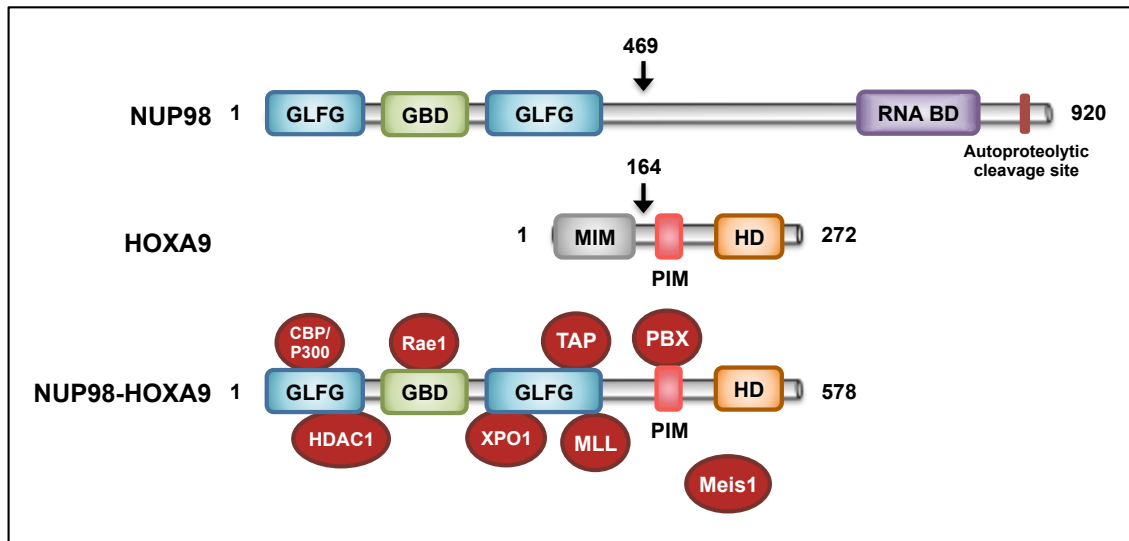 469
NUP98 1 GLFG GBD GLFG RNA BD 920
Autoproteolytic
cleavage site
164
HOXA9 1 MIM HD 272
PIM
CBP/
P300
Rae1 TAP PBX
NUP98-HOXA9 1 GLFG GBD GLFG HD 578
PIM
HDAC1 XPO1 MLL
Meis1